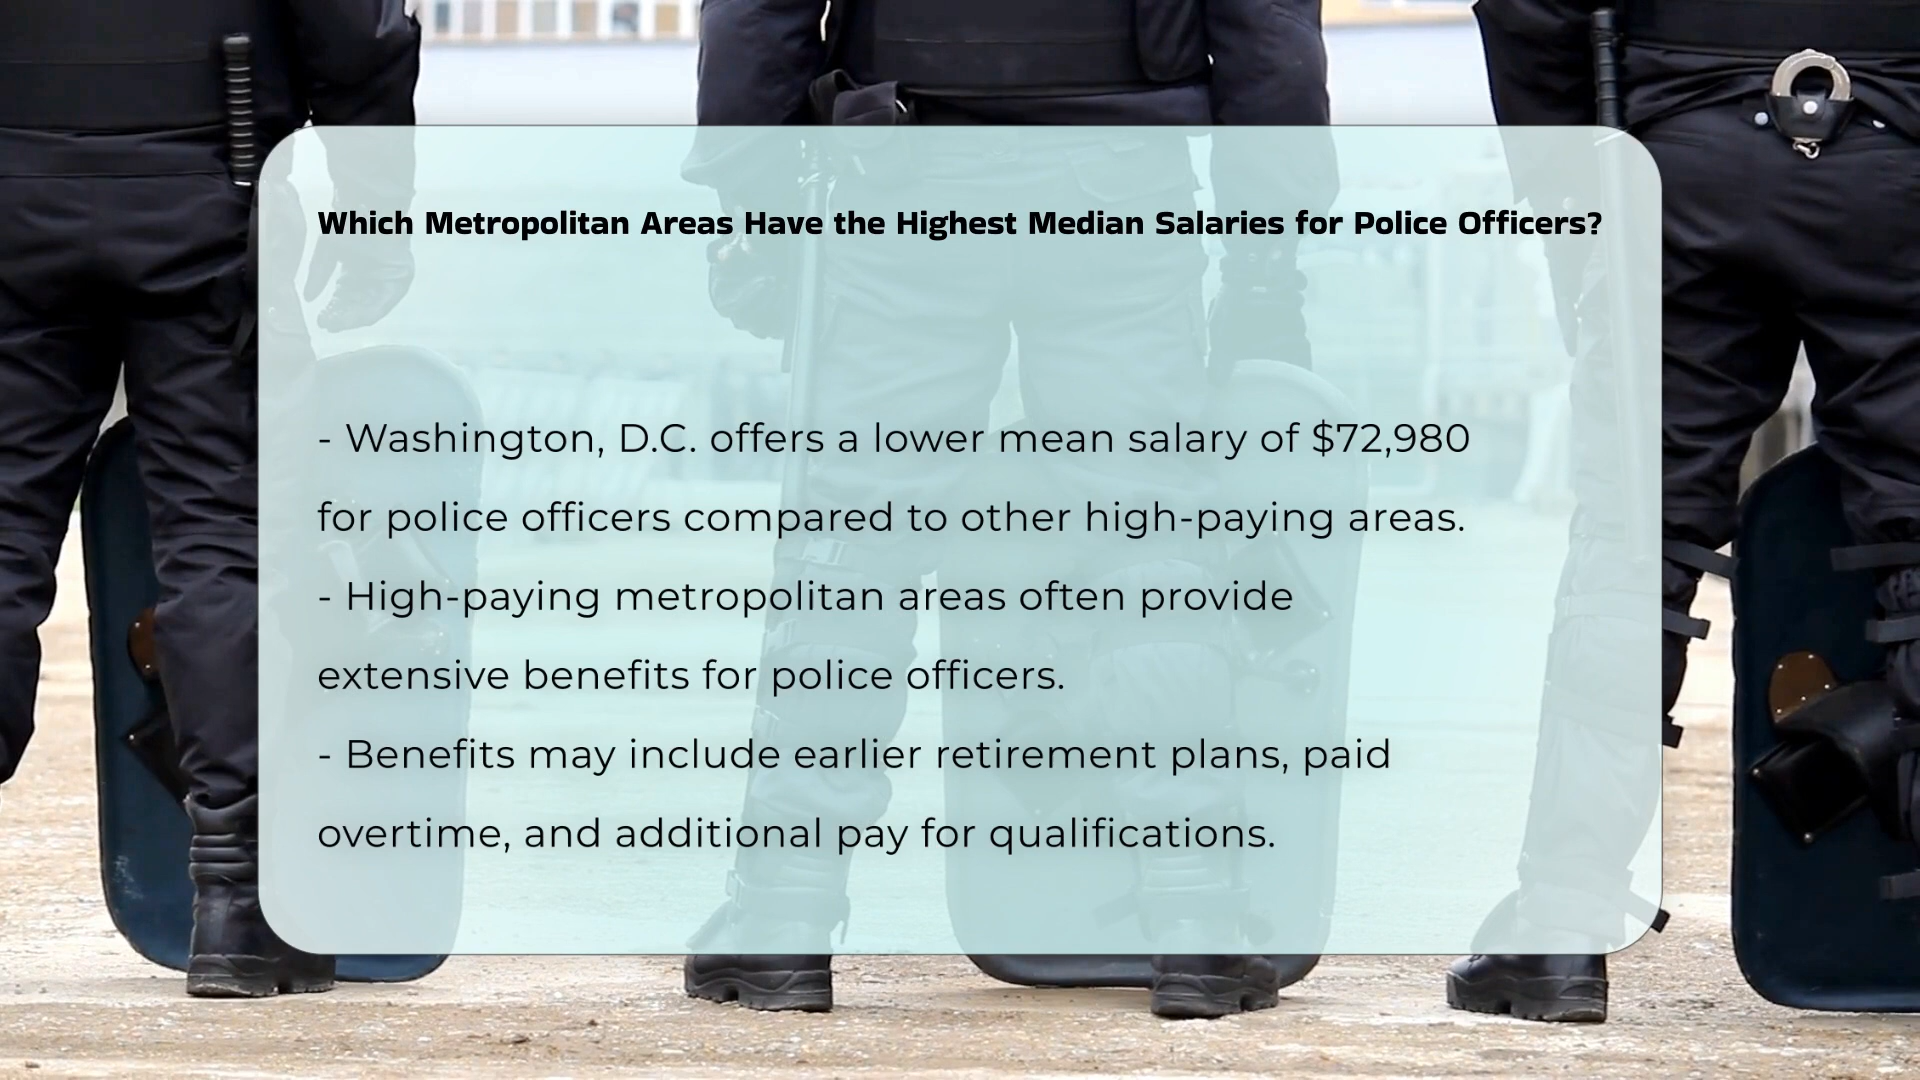 Which Metropolitan Areas Have the Highest Median Salaries for Police Officers?
- Washington, D.C. offers a lower mean salary of $72,980
for police officers compared to other high-paying areas.
- High-paying metropolitan areas often provide
extensive benefits for police officers.
- Benefits may include earlier retirement plans, paid
overtime, and additional pay for qualifications.